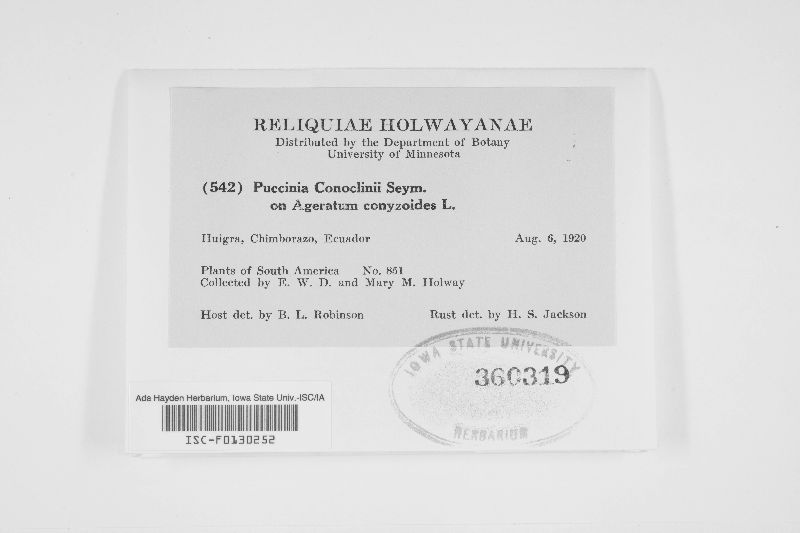 RELIQUIAE HOLWAYANAE
Distributed by the Department of Botany
University of Minnesota
(542) Puccinia Conoclinii Seym.
on Ageratum conyzoides L.
Huigra, Chimborazo, Ecuador Aug. 6, 1920
Plants of South America No. 851
Collected by E. W. D. and Mary M. Holway
Host det. by B. L. Robinson Rust det. by H. S. Jackson
IOWA STATE UNIVERSITY
360319
HERBARIUM
Ada Hayden Herbarium, Iowa State Univ.-ISC/IA
ISC-F0130252